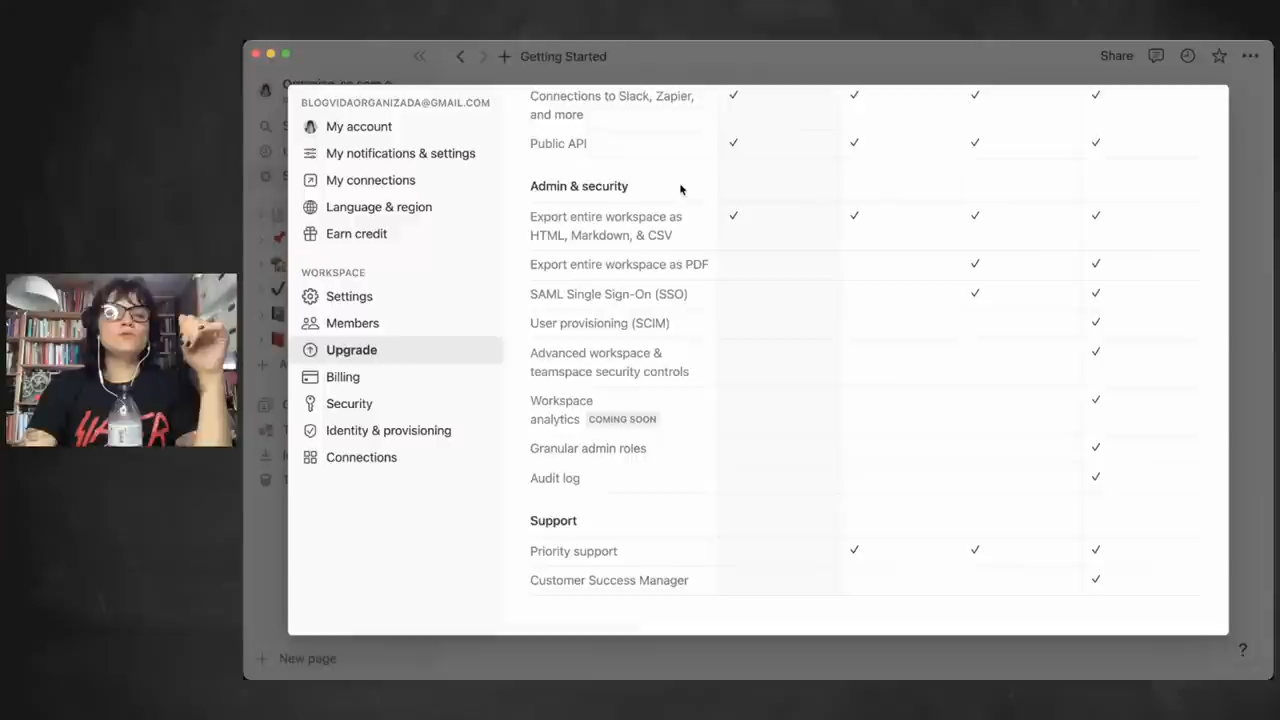 Getting Started
Share
BLOGVIDAORGANIZADA@GMAIL.COM
My account
My notifications & settings
My connections
Language & region
Earn credit
WORKSPACE
Settings
Members
Upgrade
Billing
Security
Identity & provisioning
Connections
Connections to Slack, Zapier,
and more
Public API
Admin & security
Export entire workspace as
HTML, Markdown, & CSV
Export entire workspace as PDF
SAML Single Sign-On (SSO)
User provisioning (SCIM)
Advanced workspace &
teamspace security controls
Workspace
analytics COMING SOON
Granular admin roles
Audit log
Support
Priority support
Customer Success Manager
New page
?